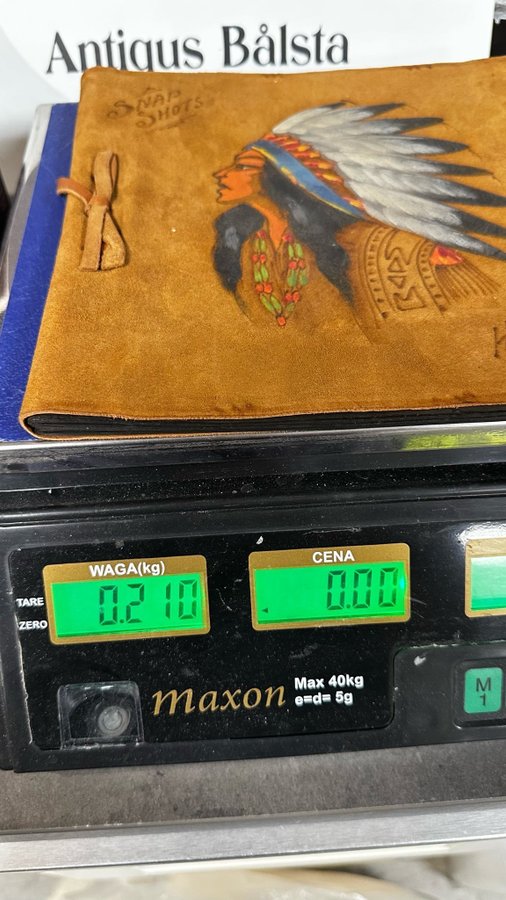 Antiqus Bålsta
SNAP
SHOTS
WAGA(kg)
CENA
TARE
ZERO
0.210
0.00
maxon
Max 40kg
e=d= 5g
M
1